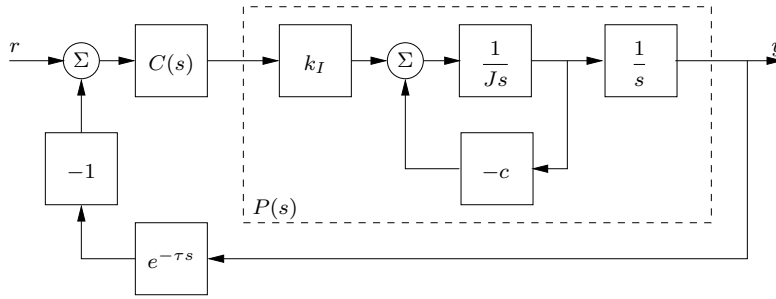 r
Σ
C(s)
k_I
Σ
1/(Js)
1/s
y
−1
−c
P(s)
e^{−τs}